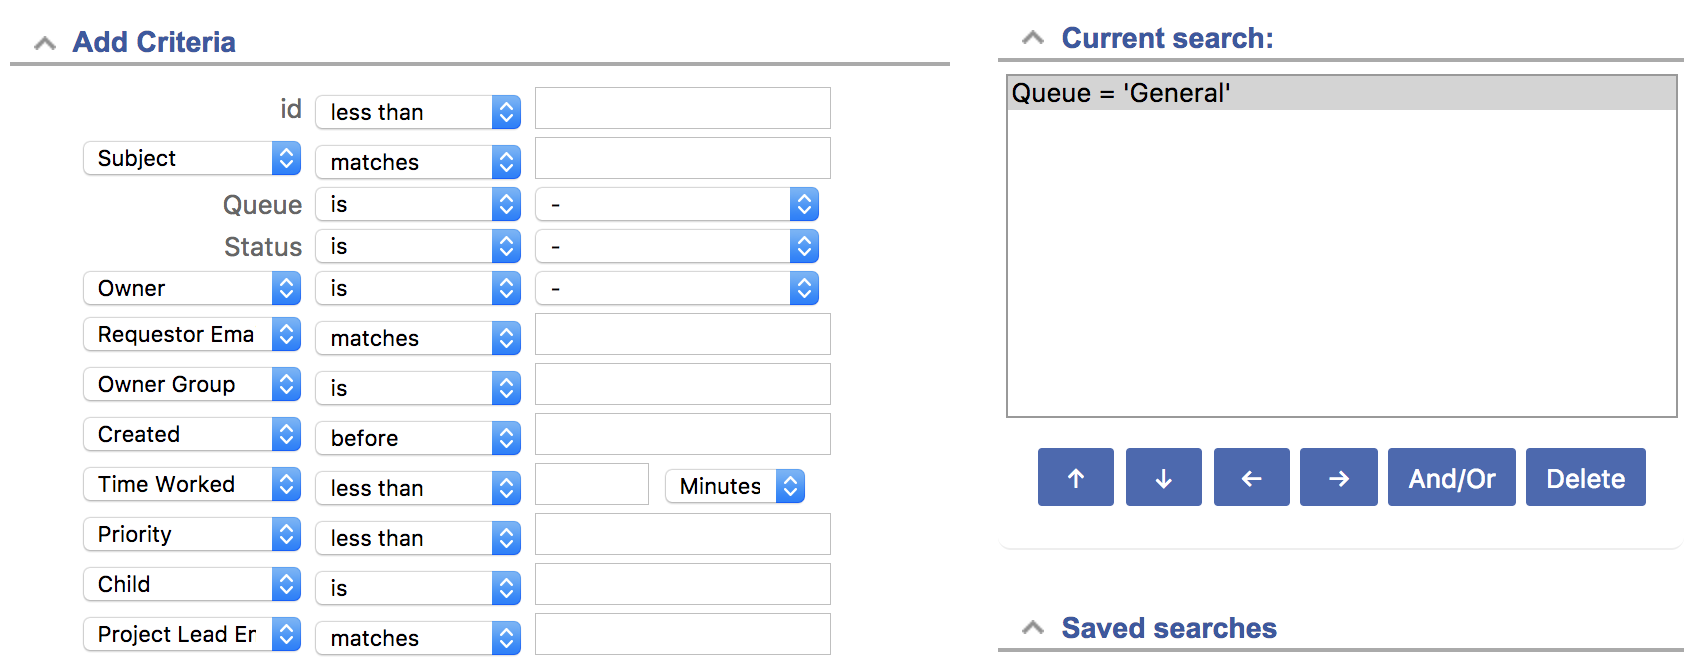 Add Criteria
id less than
Subject matches
Queue is -
Status is -
Owner is -
Requestor Ema matches
Owner Group is
Created before
Time Worked less than Minutes
Priority less than
Child is
Project Lead Er matches
Current search:
Queue = 'General'
↑ ↓ ← → And/Or Delete
Saved searches